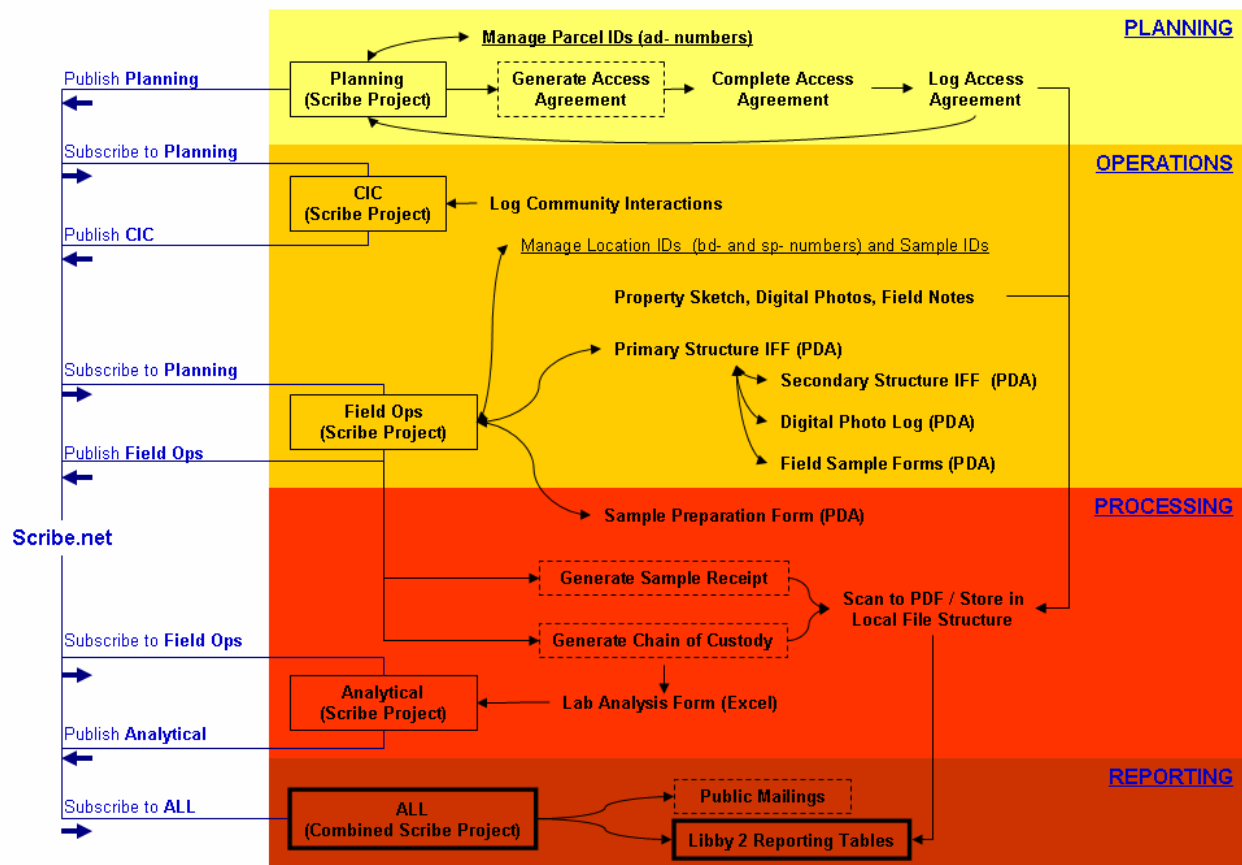 PLANNING
Manage Parcel IDs (ad- numbers)
Publish Planning
Planning
(Scribe Project)
Generate Access
Agreement
Complete Access
Agreement
Log Access
Agreement
Subscribe to Planning
OPERATIONS
CIC
(Scribe Project)
Log Community Interactions
Publish CIC
Manage Location IDs (bd- and sp- numbers) and Sample IDs
Property Sketch, Digital Photos, Field Notes
Primary Structure IFF (PDA)
Subscribe to Planning
Secondary Structure IFF (PDA)
Field Ops
(Scribe Project)
Digital Photo Log (PDA)
Publish Field Ops
Field Sample Forms (PDA)
PROCESSING
Sample Preparation Form (PDA)
Scribe.net
Generate Sample Receipt
Scan to PDF / Store in
Local File Structure
Subscribe to Field Ops
Generate Chain of Custody
Analytical
(Scribe Project)
Lab Analysis Form (Excel)
Publish Analytical
REPORTING
Subscribe to ALL
ALL
(Combined Scribe Project)
Public Mailings
Libby 2 Reporting Tables